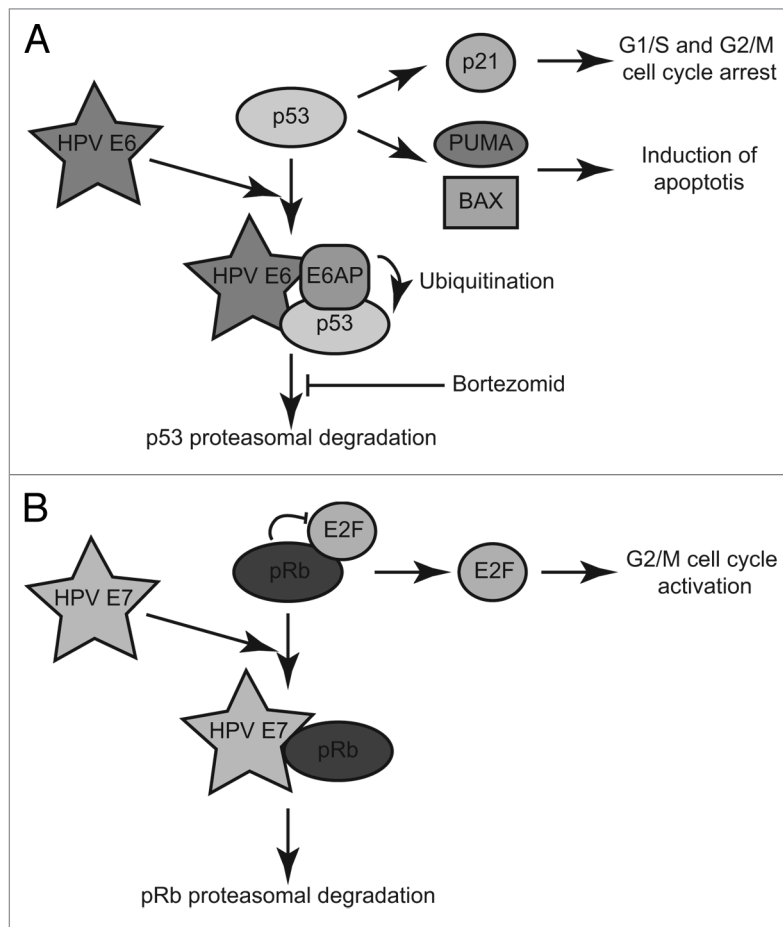 A
HPV E6
p53
p21
G1/S and G2/M
cell cycle arrest
PUMA
BAX
Induction of
apoptotis
HPV E6
E6AP
p53
Ubiquitination
Bortezomid
p53 proteasomal degradation
B
HPV E7
E2F
pRb
E2F
G2/M cell cycle
activation
HPV E7
pRb
pRb proteasomal degradation